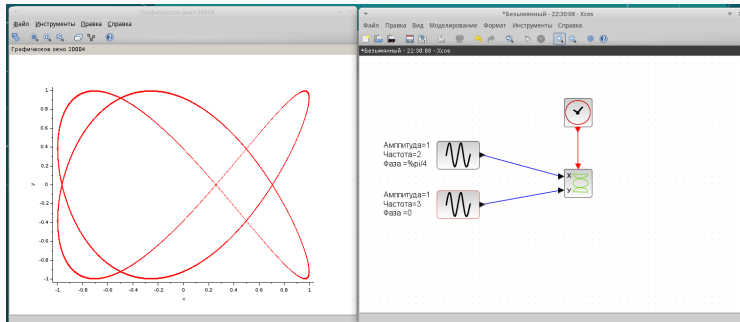 Графическое окно 20004
Файл Инструменты Правка Справка
Графическое окно 20004
1
0.8
0.6
0.4
0.2
0
-0.2
-0.4
-0.6
-0.8
-1
y
-1 -0.8 -0.6 -0.4 -0.2 0 0.2 0.4 0.6 0.8 1
x
*Безымянный - 22:30:08 - Xcos
Файл Правка Вид Моделирование Формат Инструменты Справка
*Безымянный - 22:30:08 - Xcos
Амплитуда=1
Частота=2
Фаза =%pi/4
Амплитуда=1
Частота=3
Фаза =0
X
У